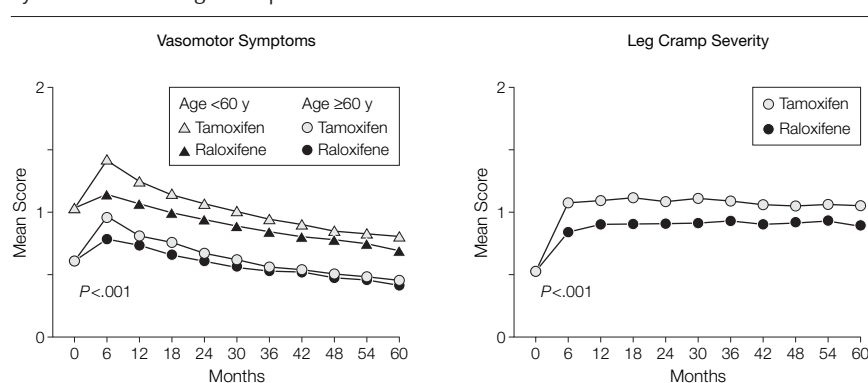 Vasomotor Symptoms
2
1
0
Mean Score
Age <60 y
Tamoxifen
Raloxifene
Age ≥60 y
Tamoxifen
Raloxifene
P<.001
0 6 12 18 24 30 36 42 48 54 60
Months
Leg Cramp Severity
2
1
0
Mean Score
Tamoxifen
Raloxifene
P<.001
0 6 12 18 24 30 36 42 48 54 60
Months